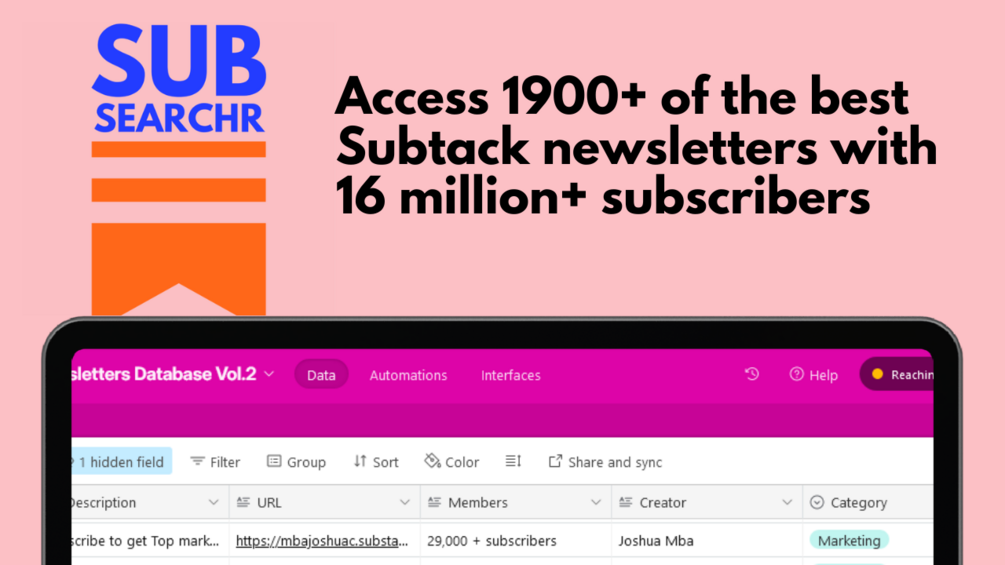 SUB
SEARCHR
Access 1900+ of the best
Subtack newsletters with
16 million+ subscribers
sletters Database Vol.2
Data
Automations
Interfaces
Help
Reachin
1 hidden field
Filter
Group
Sort
Color
Share and sync
Description
URL
Members
Creator
Category
scribe to get Top mark...
https://mbajoshuac.substa...
29,000 + subscribers
Joshua Mba
Marketing